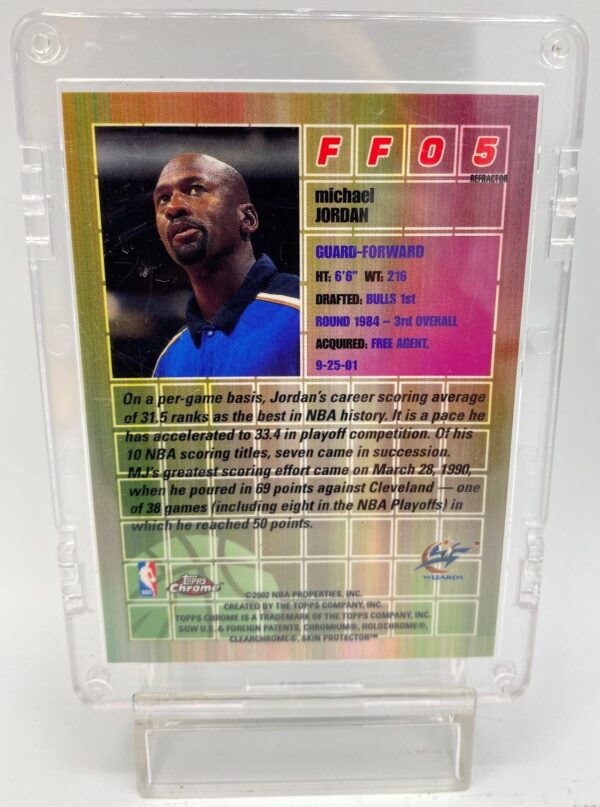 FF05
REFRACTOR
michael
JORDAN
GUARD-FORWARD
HT: 6'6" WT: 216
DRAFTED: BULLS 1st
ROUND 1984 – 3rd OVERALL
ACQUIRED: FREE AGENT,
9-25-01
On a per-game basis, Jordan's career scoring average
of 31.5 ranks as the best in NBA history. It is a pace he
has accelerated to 33.4 in playoff competition. Of his
10 NBA scoring titles, seven came in succession.
MJ's greatest scoring effort came on March 28, 1990,
when he poured in 69 points against Cleveland — one
of 38 games (including eight in the NBA Playoffs) in
which he reached 50 points.
NBA
TOPPS
Chrome
WIZARDS
©2002 NBA PROPERTIES, INC.
CREATED BY THE TOPPS COMPANY, INC.
TOPPS CHROME IS A TRADEMARK OF THE TOPPS COMPANY, INC.
GGW U.S. & FOREIGN PATENTS, CHROMIUM®, HOLOCHROME®,
CLEARCHROME®, SKIN PROTECTOR™